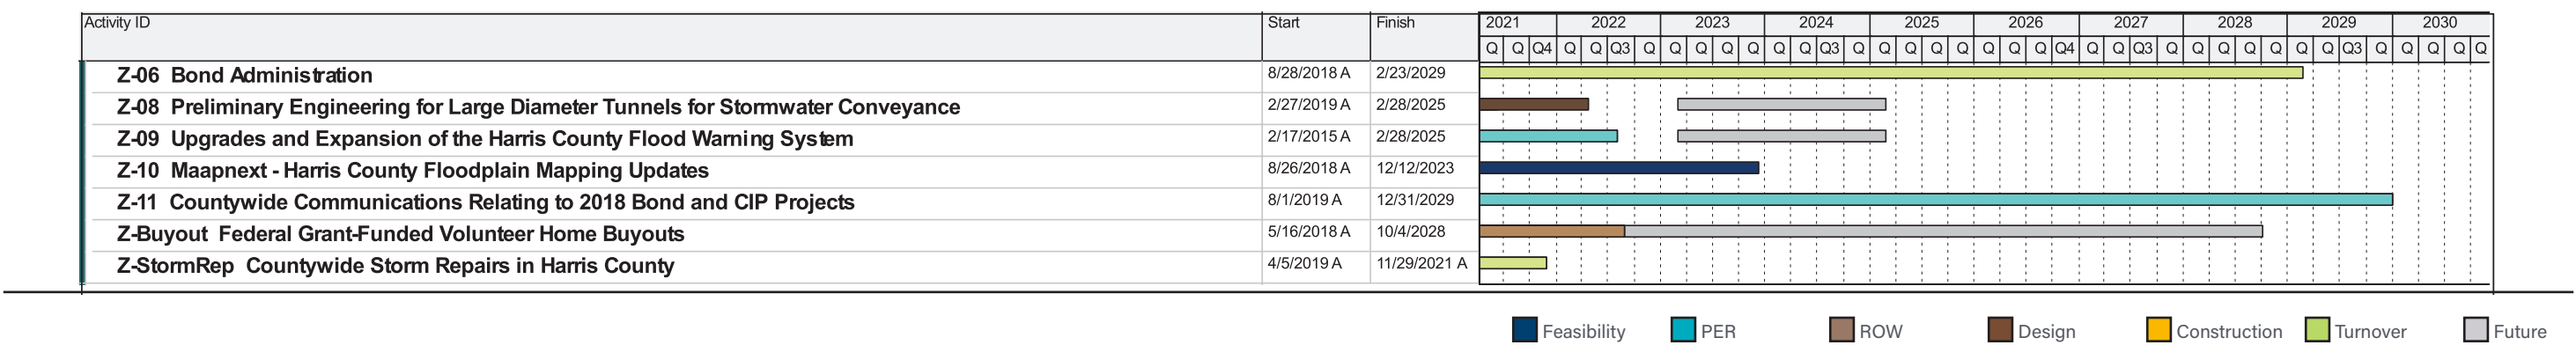 Activity ID Start Finish 2021 2022 2023 2024 2025 2026 2027 2028 2029 2030
Q Q Q4 Q Q Q3 Q Q Q Q Q Q Q Q3 Q Q Q Q Q Q Q Q Q4 Q Q Q3 Q Q Q Q Q Q Q Q3 Q Q Q Q Q
Z-06 Bond Administration 8/28/2018 A 2/23/2029
Z-08 Preliminary Engineering for Large Diameter Tunnels for Stormwater Conveyance 2/27/2019 A 2/28/2025
Z-09 Upgrades and Expansion of the Harris County Flood Warning System 2/17/2015 A 2/28/2025
Z-10 Maapnext - Harris County Floodplain Mapping Updates 8/26/2018 A 12/12/2023
Z-11 Countywide Communications Relating to 2018 Bond and CIP Projects 8/1/2019 A 12/31/2029
Z-Buyout Federal Grant-Funded Volunteer Home Buyouts 5/16/2018 A 10/4/2028
Z-StormRep Countywide Storm Repairs in Harris County 4/5/2019 A 11/29/2021 A
Feasibility PER ROW Design Construction Turnover Future